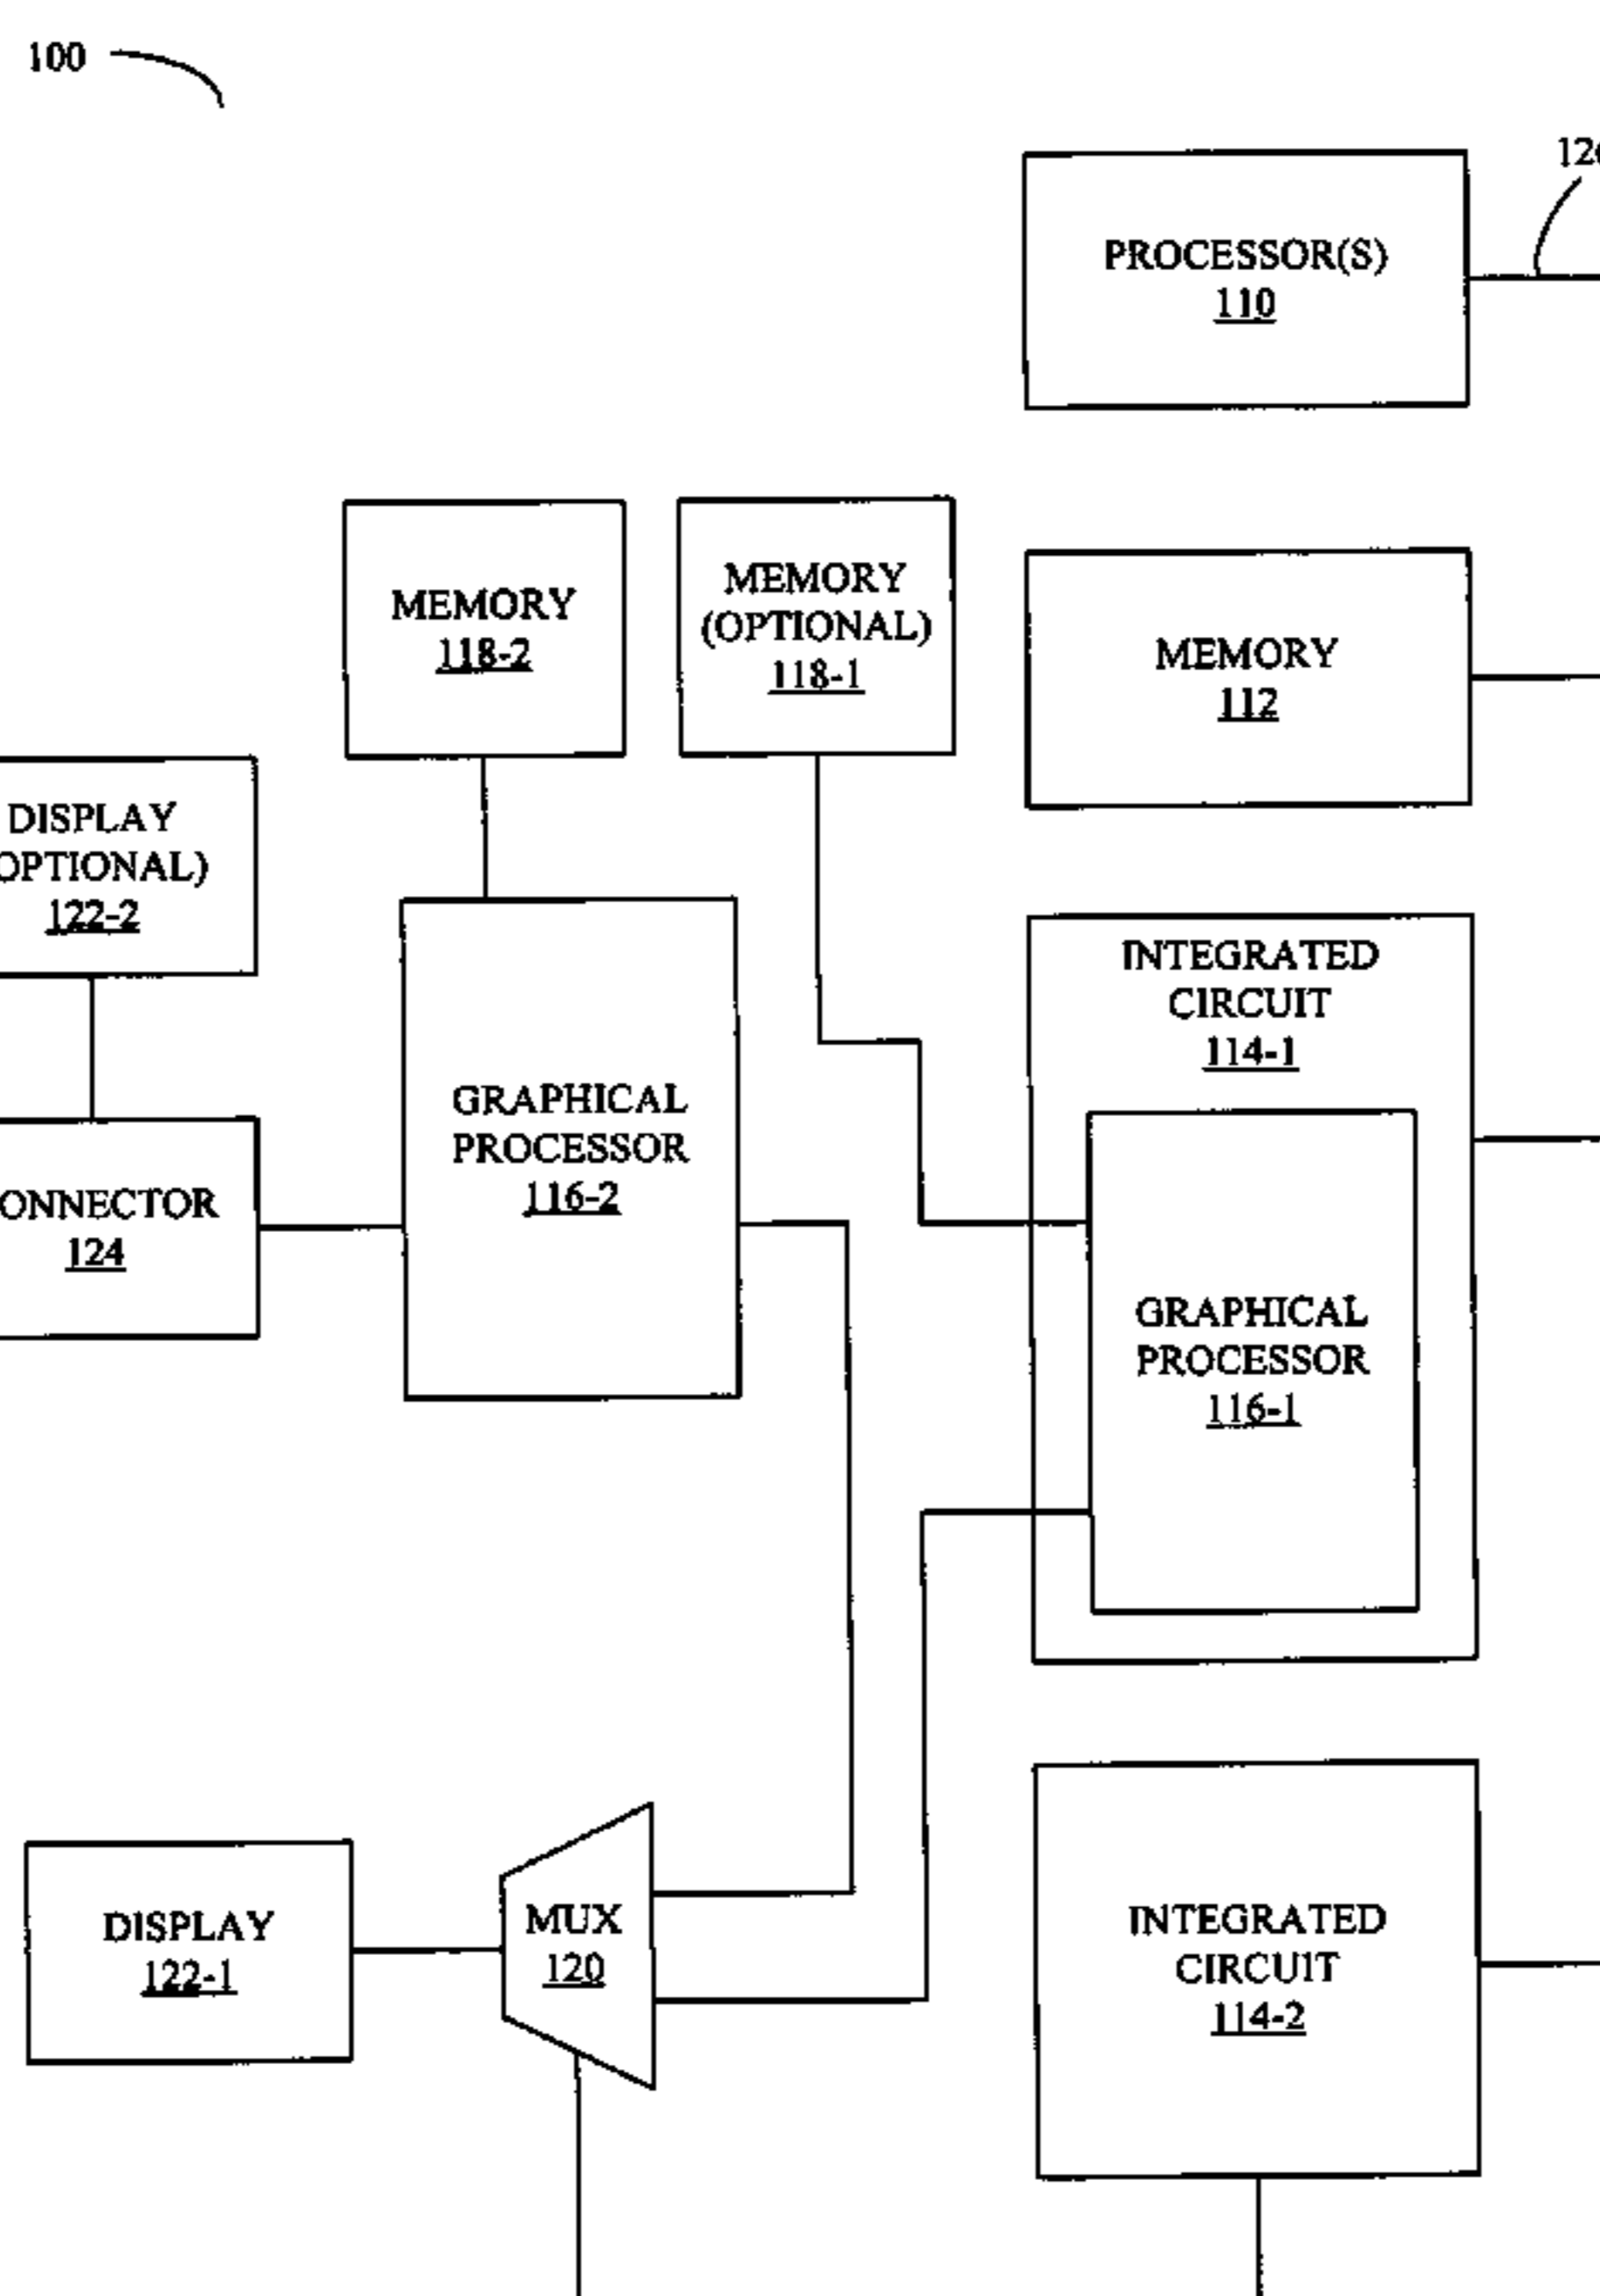 100
PROCESSOR(S)
110
MEMORY
118-2
MEMORY
(OPTIONAL)
118-1
MEMORY
112
DISPLAY
OPTIONAL)
122-2
INTEGRATED
CIRCUIT
114-1
GRAPHICAL
PROCESSOR
116-2
ONNECTOR
124
GRAPHICAL
PROCESSOR
116-1
DISPLAY
122-1
MUX
120
INTEGRATED
CIRCUIT
114-2